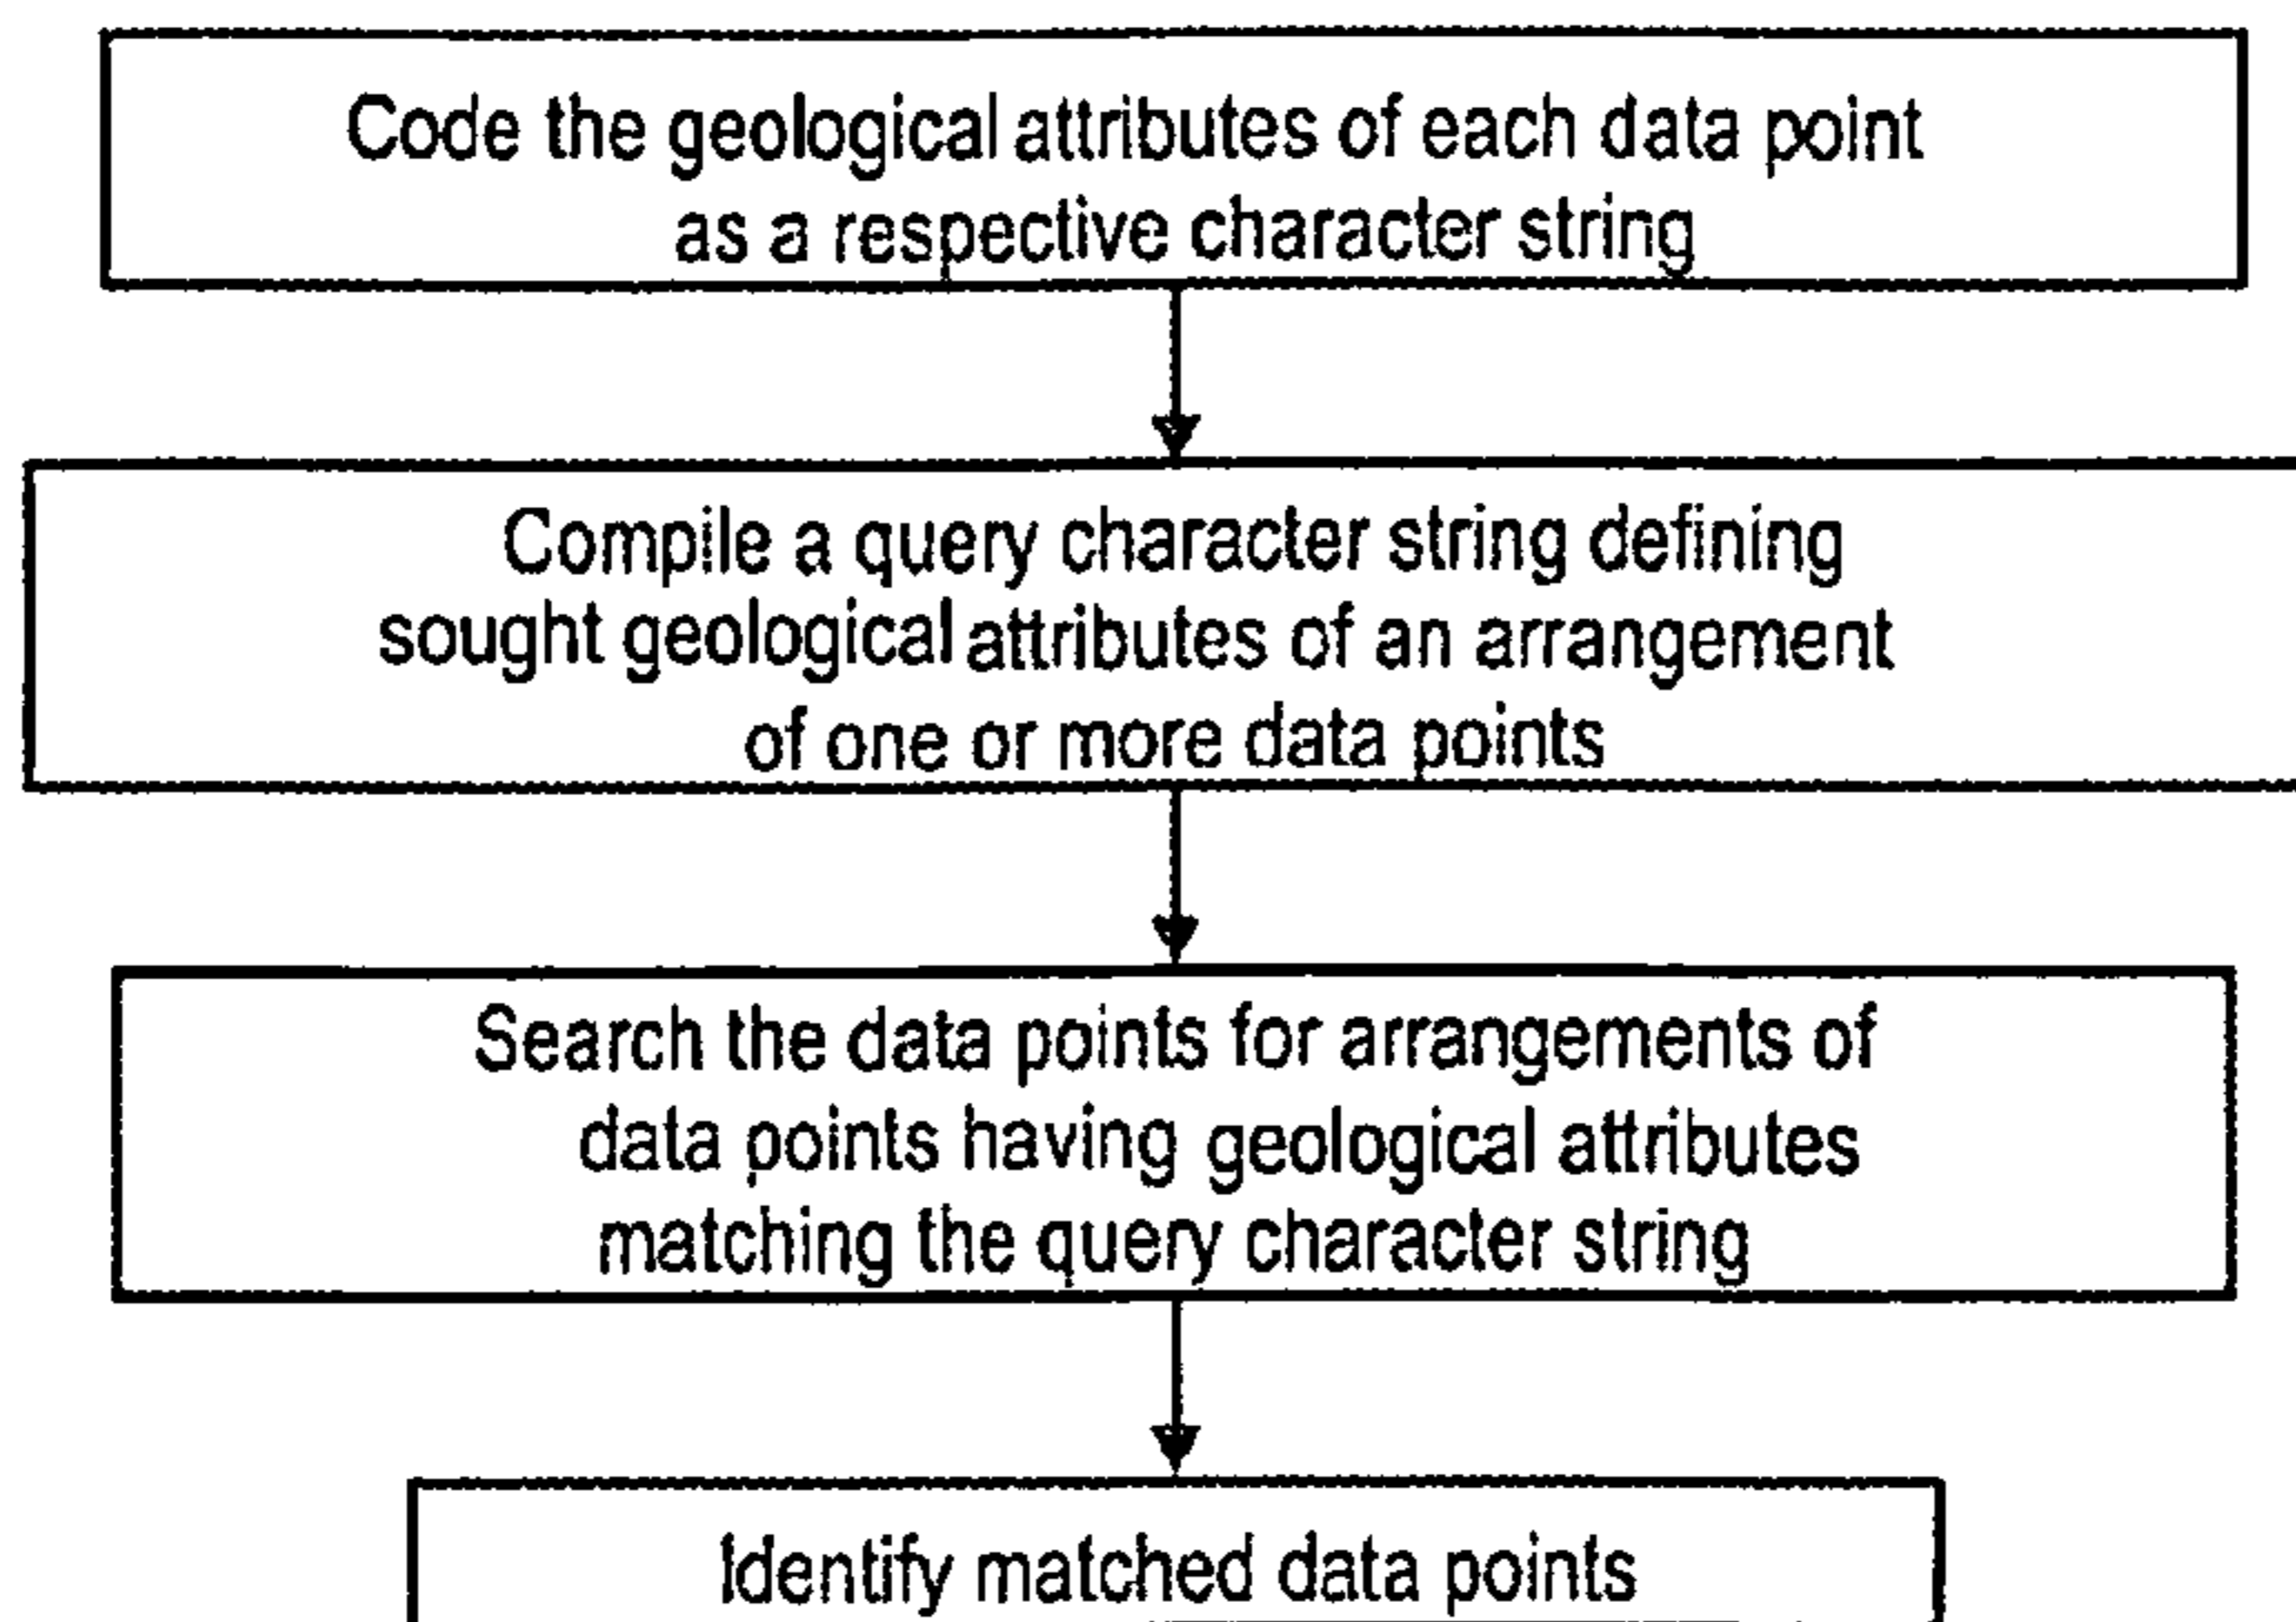 Code the geological attributes of each data point
as a respective character string
Compile a query character string defining
sought geological attributes of an arrangement
of one or more data points
Search the data points for arrangements of
data points having geological attributes
matching the query character string
Identify matched data points